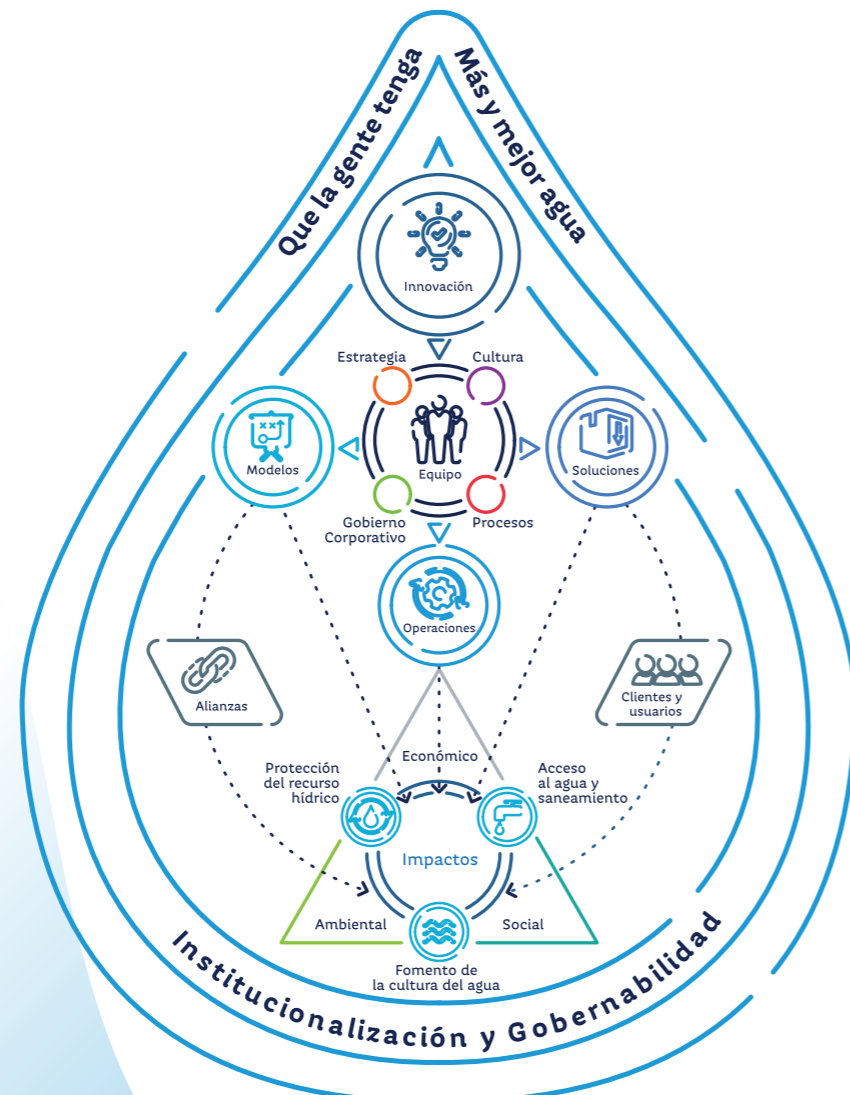 Que la gente tenga
Más y mejor agua
Innovación
Estrategia
Cultura
Modelos
Equipo
Soluciones
Gobierno
Corporativo
Procesos
Operaciones
Alianzas
Clientes y
usuarios
Económico
Protección
del recurso
hídrico
Acceso
al agua y
saneamiento
Impactos
Ambiental
Social
Fomento de
la cultura del agua
Institucionalización y Gobernabilidad